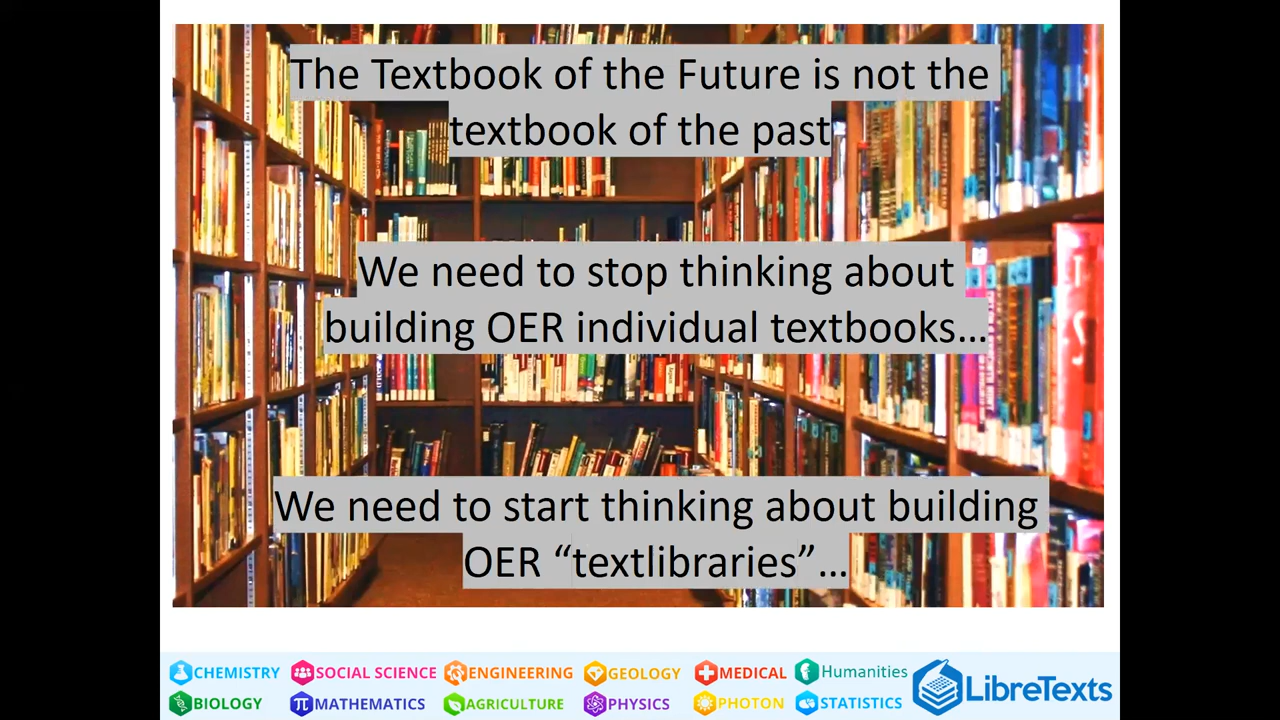 The Textbook of the Future is not the
textbook of the past
We need to stop thinking about
building OER individual textbooks…
We need to start thinking about building
OER “textlibraries”…
CHEMISTRY SOCIAL SCIENCE ENGINEERING GEOLOGY MEDICAL Humanities
BIOLOGY MATHEMATICS AGRICULTURE PHYSICS PHOTON STATISTICS
LibreTexts